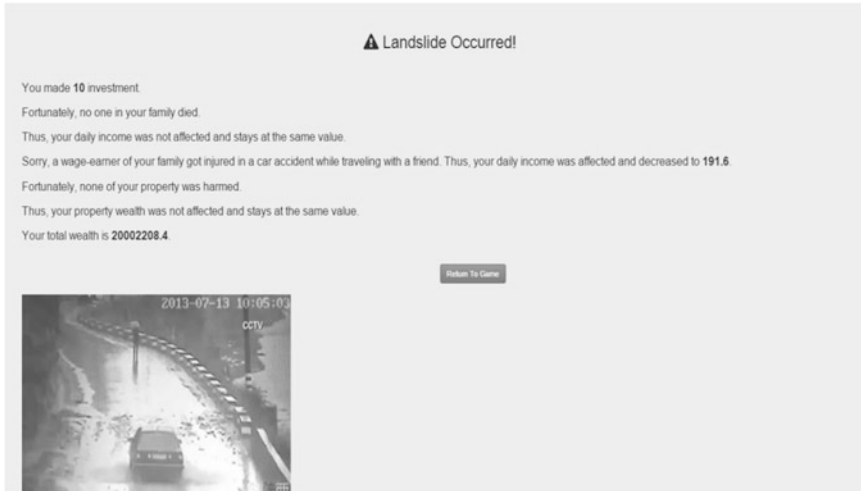 Landslide Occurred!
You made 10 investment.
Fortunately, no one in your family died.
Thus, your daily income was not affected and stays at the same value.
Sorry, a wage-earner of your family got injured in a car accident while traveling with a friend. Thus, your daily income was affected and decreased to 191.6.
Fortunately, none of your property was harmed.
Thus, your property wealth was not affected and stays at the same value.
Your total wealth is 20002208.4.
Return To Game
2013-07-13 10:05:03
CCTV